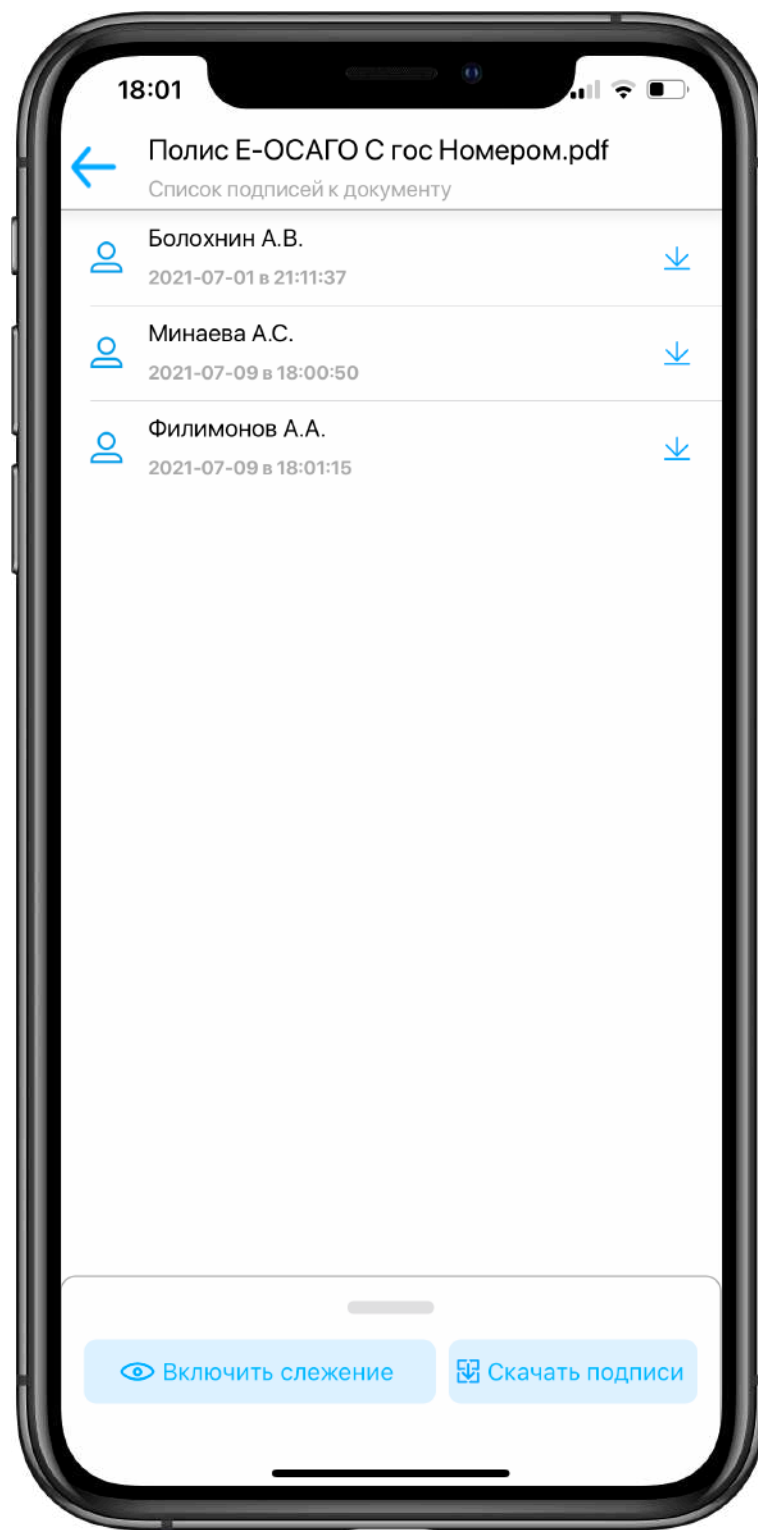 18:01
Полис Е-ОСАГО С гос Номером.pdf
Список подписей к документу
Болохнин А.В.
2021-07-01 в 21:11:37
Минаева А.С.
2021-07-09 в 18:00:50
Филимонов А.А.
2021-07-09 в 18:01:15
Включить слежение
Скачать подписи